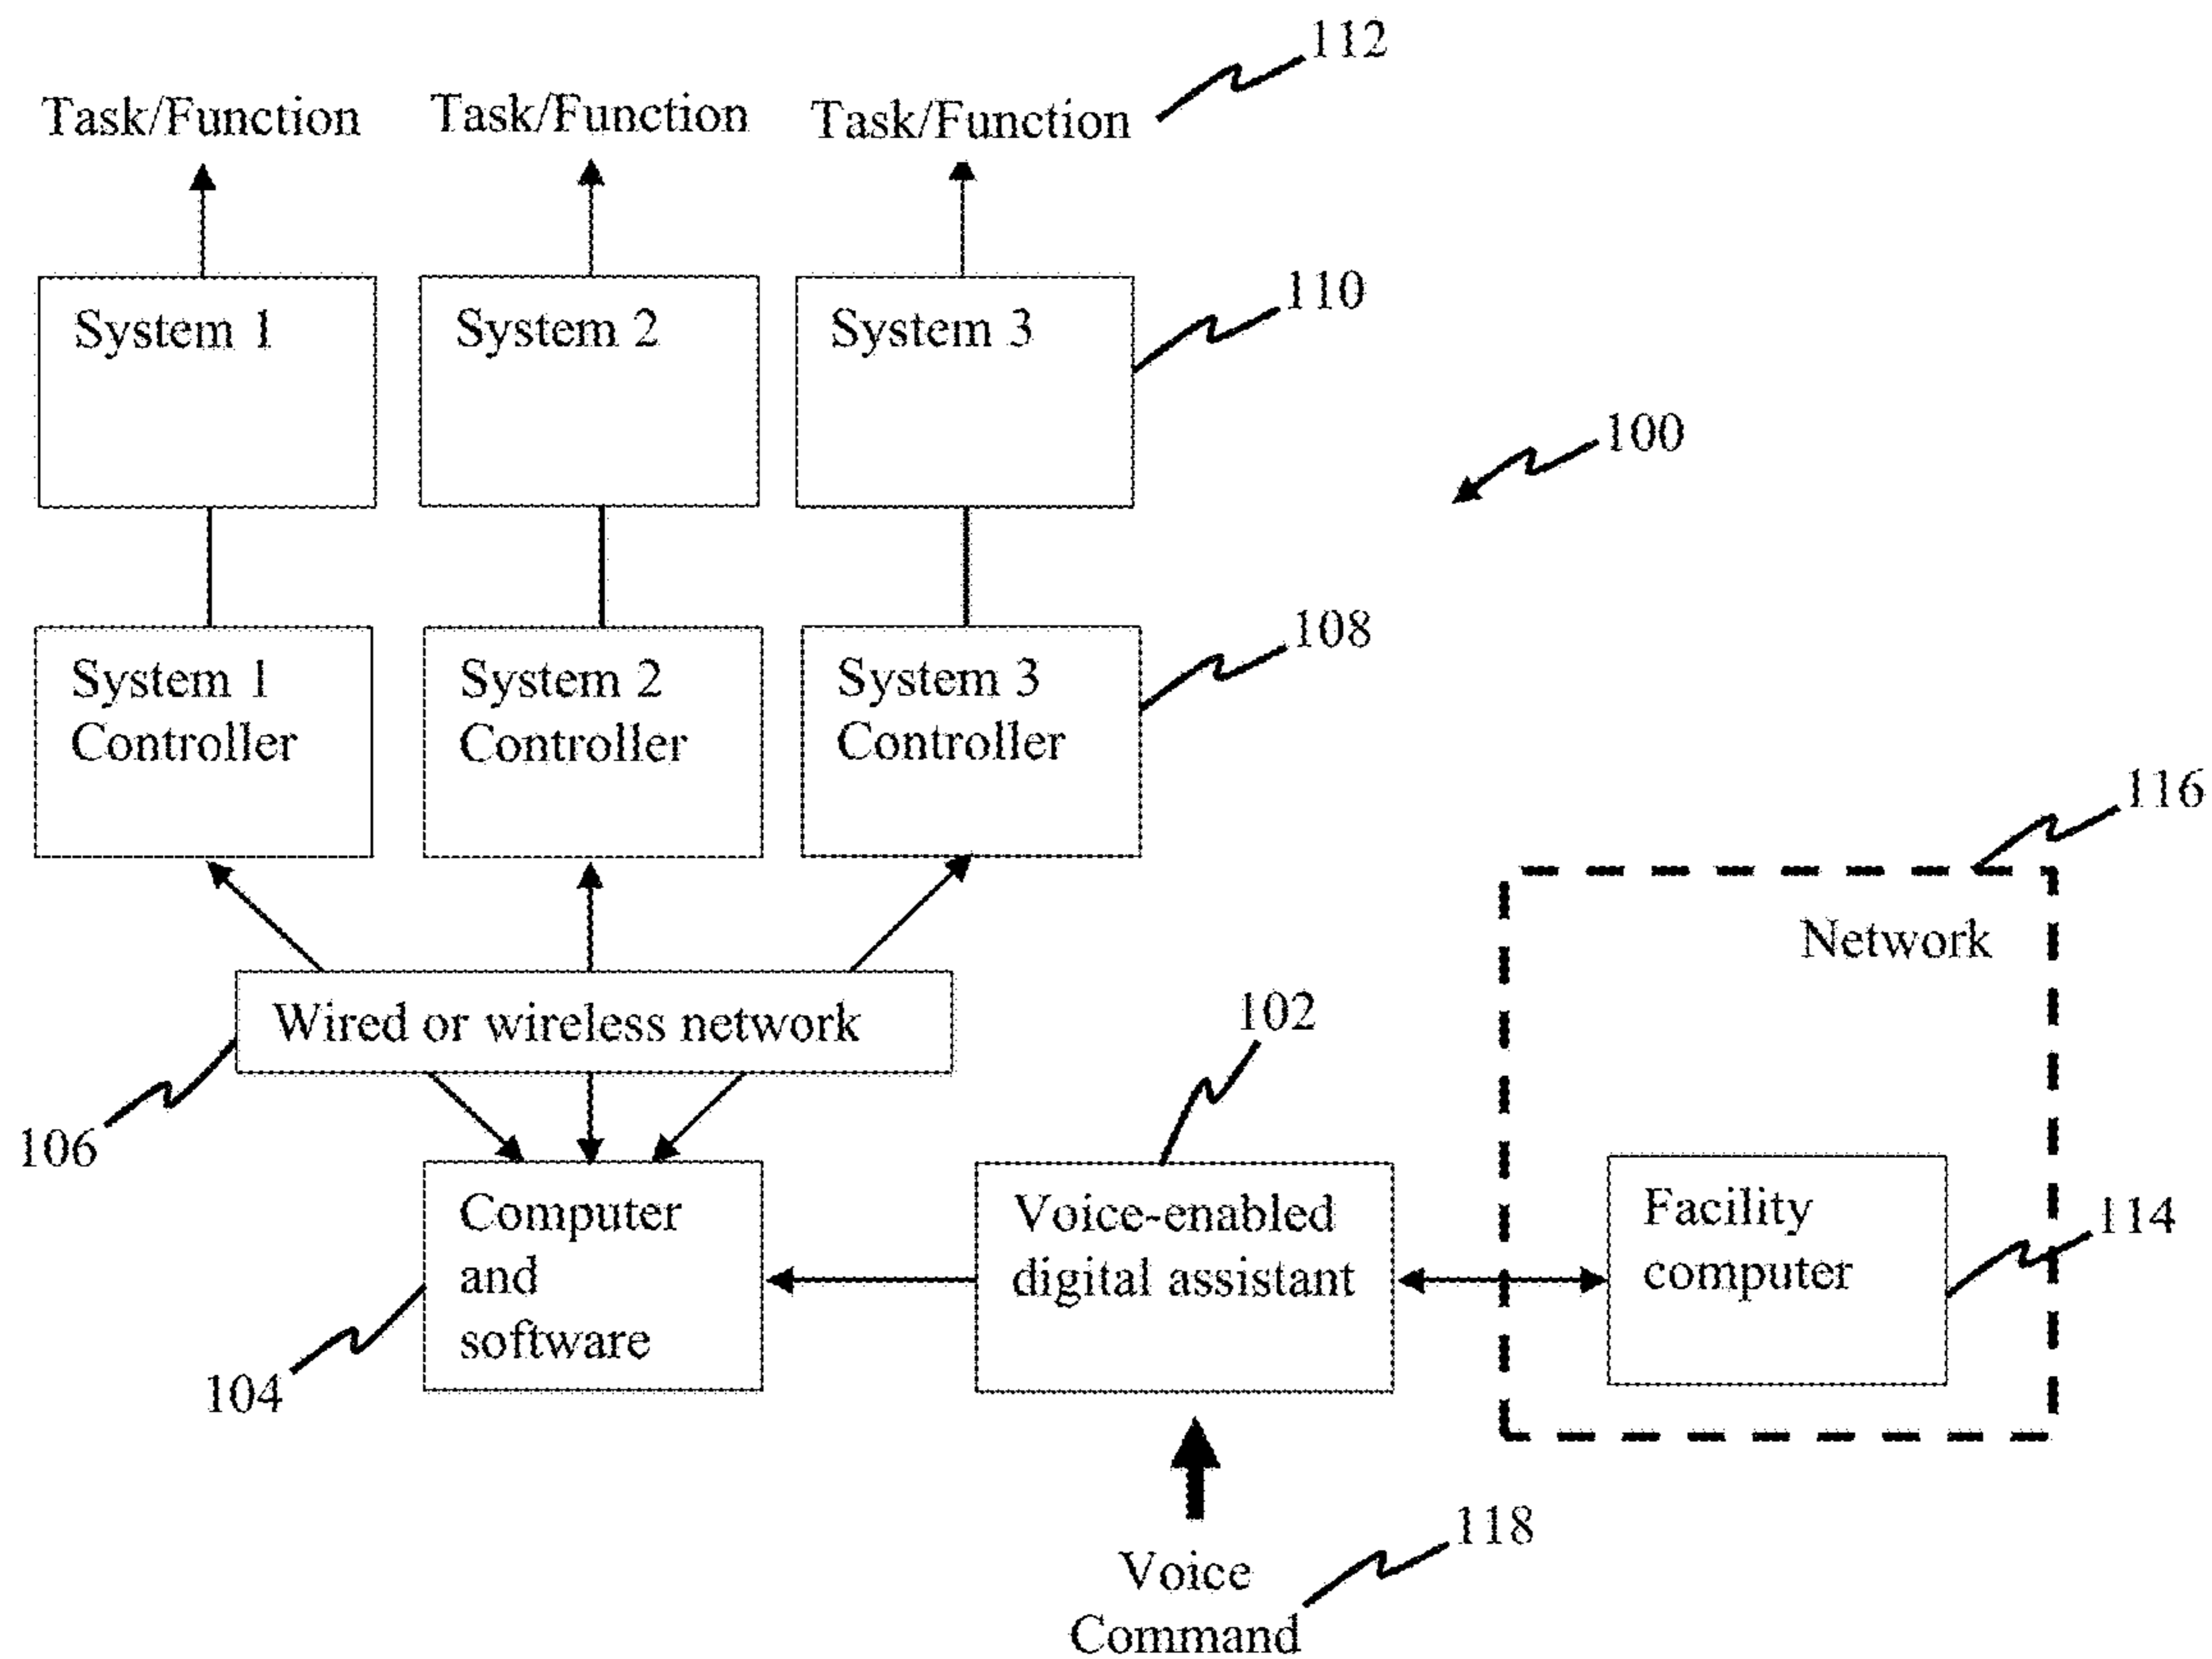 112
Task/Function
Task/Function
Task/Function
System 1
System 2
System 3
110
100
System 1
Controller
System 2
Controller
System 3
Controller
108
116
Network
Wired or wireless network
102
106
Computer
and
software
Voice-enabled
digital assistant
Facility
computer
114
104
118
Voice
Command